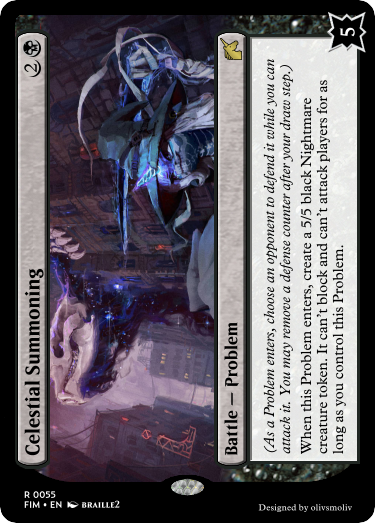 Celestial Summoning 2
Battle — Problem
(As a Problem enters, choose an opponent to defend it while you can
attack it. You may remove a defense counter after your draw step.)
When this Problem enters, create a 5/5 black Nightmare
creature token. It can't block and can't attack players for as
long as you control this Problem.
5
R 0055
FIM • EN BRAILLE2
Designed by olivsmoliv